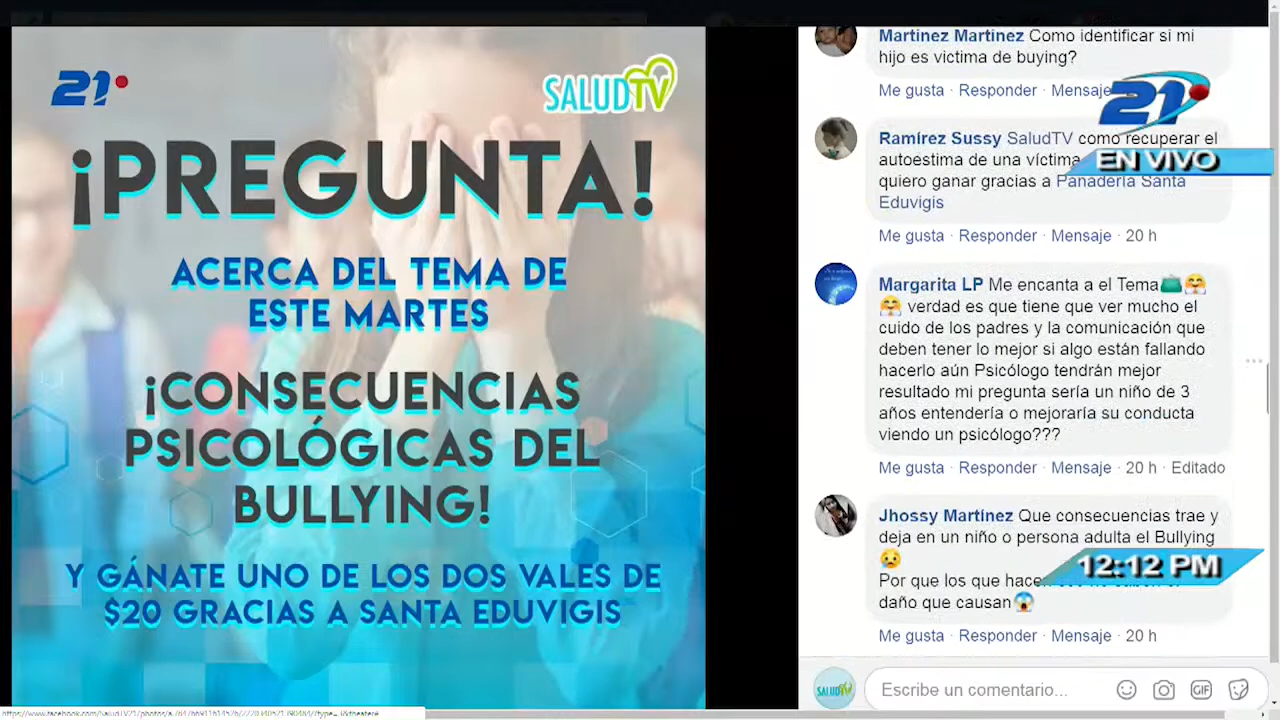 21
SALUDTV
¡PREGUNTA!
ACERCA DEL TEMA DE
ESTE MARTES
¡CONSECUENCIAS
PSICOLÓGICAS DEL
BULLYING!
Y GÁNATE UNO DE LOS DOS VALES DE
$20 GRACIAS A SANTA EDUVIGIS
Martinez Martinez Como identificar si mi
hijo es victima de buying?
Me gusta · Responder · Mensaje
21
EN VIVO
Ramírez Sussy SaludTV como recuperar el
autoestima de una víctima
quiero ganar gracias a Panadería Santa
Eduvigis
Me gusta · Responder · Mensaje · 20 h
Margarita LP Me encanta a el Tema
verdad es que tiene que ver mucho el
cuido de los padres y la comunicación que
deben tener lo mejor si algo están fallando
hacerlo aún Psicólogo tendrán mejor
resultado mi pregunta sería un niño de 3
años entendería o mejoraría su conducta
viendo un psicólogo???
Me gusta · Responder · Mensaje · 20 h · Editado
Jhossy Martínez Que consecuencias trae y
deja en un niño o persona adulta el Bullying
12:12 PM
Por que los que hacen
daño que causan
Me gusta · Responder · Mensaje · 20 h
SALUDTV
Escribe un comentario...
GIF